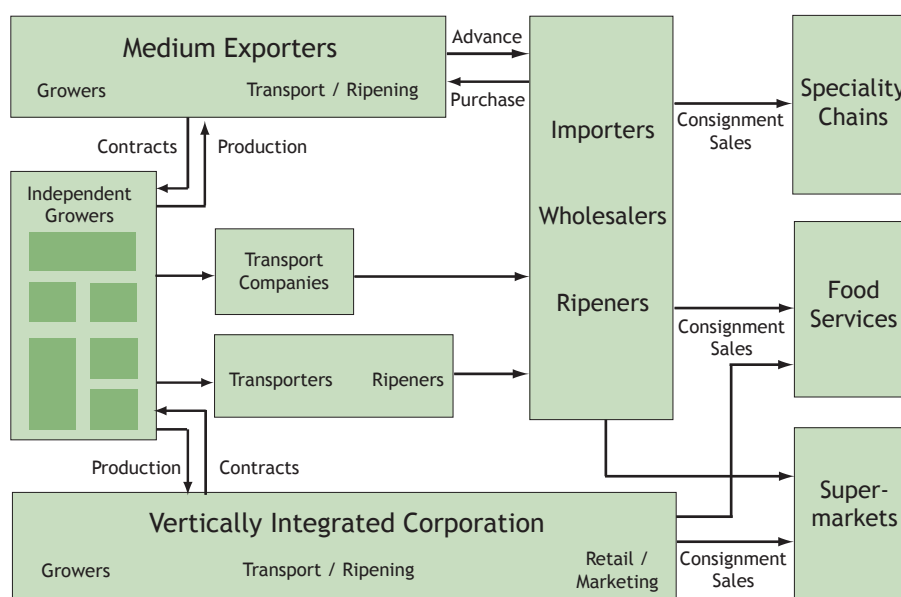 Medium Exporters
Growers
Transport / Ripening
Advance
Purchase
Importers
Wholesalers
Ripeners
Consignment
Sales
Speciality
Chains
Contracts
Production
Independent
Growers
Transport
Companies
Consignment
Sales
Food
Services
Transporters
Ripeners
Production
Contracts
Vertically Integrated Corporation
Growers
Transport / Ripening
Retail /
Marketing
Consignment
Sales
Super-
markets